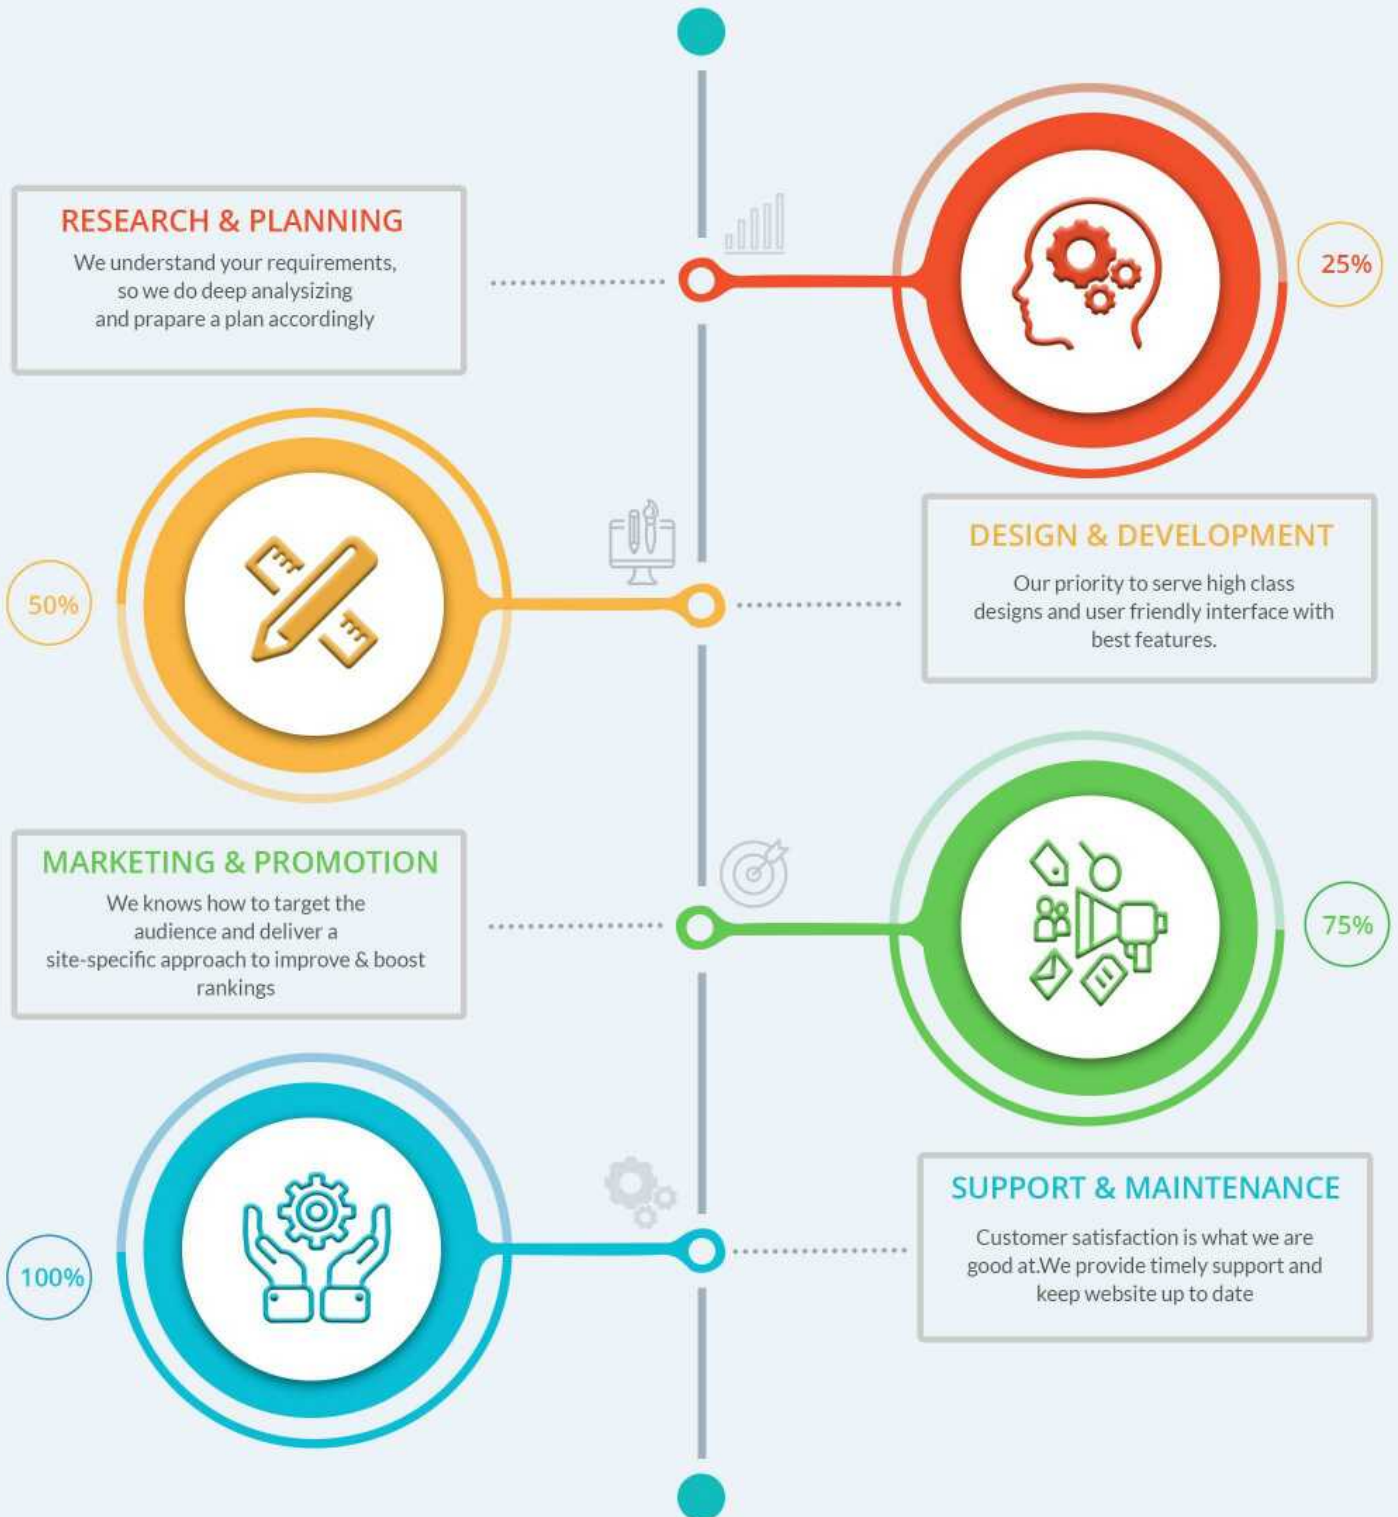 RESEARCH & PLANNING
We understand your requirements,
so we do deep analysizing
and prapare a plan accordingly
25%
50%
DESIGN & DEVELOPMENT
Our priority to serve high class
designs and user friendly interface with
best features.
MARKETING & PROMOTION
We knows how to target the
audience and deliver a
site-specific approach to improve & boost
rankings
75%
100%
SUPPORT & MAINTENANCE
Customer satisfaction is what we are
good at.We provide timely support and
keep website up to date